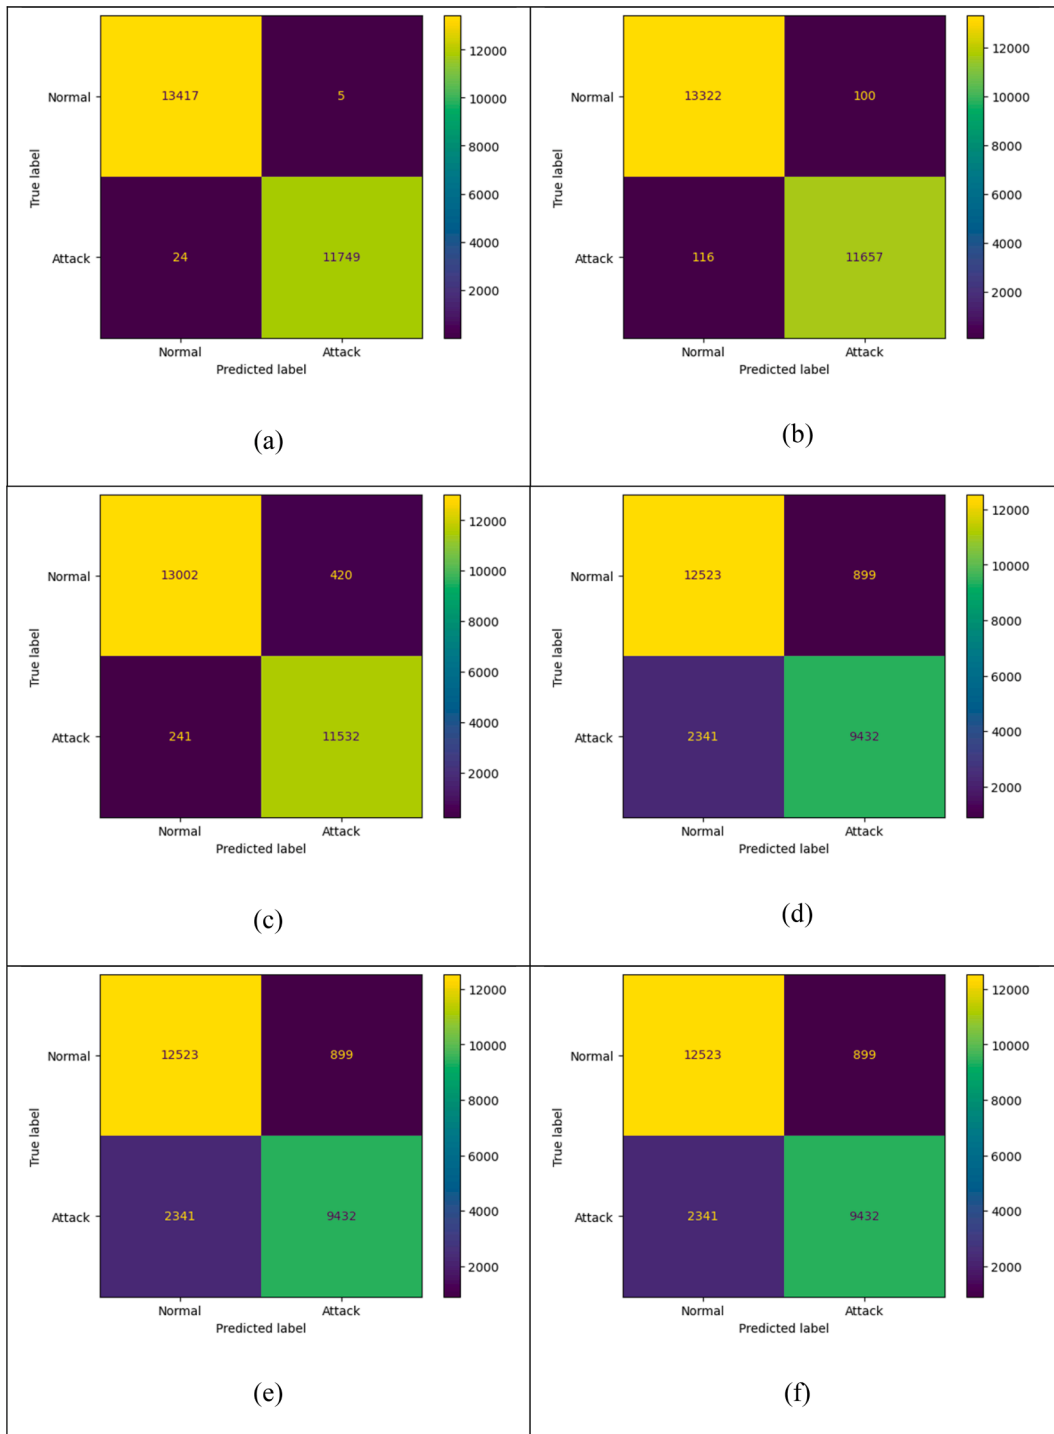 12000
Normal
13417
5
10000
8000
True label
6000
Attack
24
11749
4000
2000
Normal
Attack
Predicted label
(a)
12000
Normal
13322
100
10000
8000
True label
6000
Attack
116
11657
4000
2000
Normal
Attack
Predicted label
(b)
12000
Normal
13002
420
10000
8000
True label
6000
Attack
241
11532
4000
2000
Normal
Attack
Predicted label
(c)
12000
Normal
12523
899
10000
8000
True label
6000
Attack
2341
9432
4000
2000
Normal
Attack
Predicted label
(d)
12000
Normal
12523
899
10000
8000
True label
6000
Attack
2341
9432
4000
2000
Normal
Attack
Predicted label
(e)
12000
Normal
12523
899
10000
8000
True label
6000
Attack
2341
9432
4000
2000
Normal
Attack
Predicted label
(f)